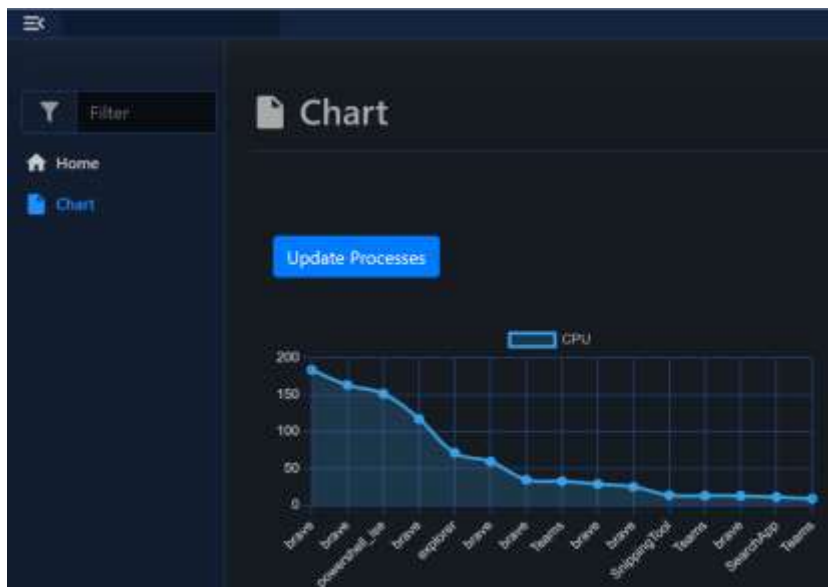 Filter
Chart
Home
Chart
Update Processes
CPU
200
150
100
50
0
brave
brave
powershell_ise
brave
explorer
brave
brave
Teams
brave
brave
SnippingTool
Teams
brave
SearchApp
Teams